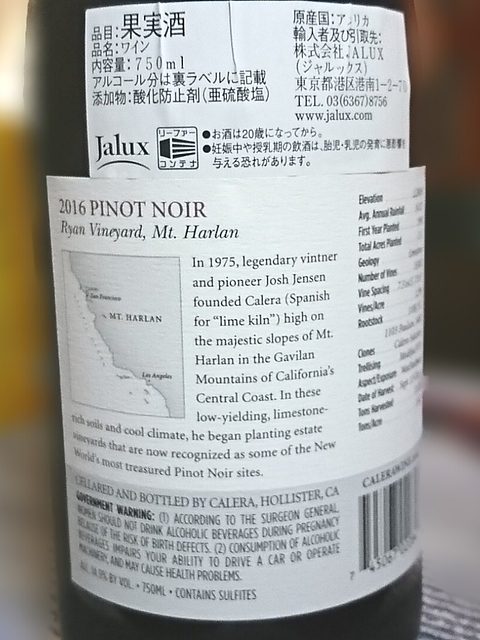 品目:果実酒
品名:ワイン
内容量:750ml
アルコール分は裏ラベルに記載
添加物:酸化防止剤(亜硫酸塩)
原産国:アメリカ
輸入者及び引取先:
株式会社JALUX
(ジャルックス)
東京都港区港南1-2-
TEL. 03(6367)8756
www.jalux.com
Jalux
リーファー
コンテナ
●お酒は20歳になってから。
●妊娠中や授乳期の飲酒は、胎児・乳児の発育に悪影響を
与える恐れがあります。
2016 PINOT NOIR
Ryan Vineyard, Mt. Harlan
San Francisco
MT. HARLAN
Los Angeles
In 1975, legendary vintner
and pioneer Josh Jensen
founded Calera (Spanish
for “lime kiln”) high on
the majestic slopes of Mt.
Harlan in the Gavilan
Mountains of California’s
Central Coast. In these
low-yielding, limestone-
rich soils and cool climate, he began planting estate
vineyards that are now recognized as some of the New
World’s most treasured Pinot Noir sites.
Elevation
Avg. Annual Rainfall
First Year Planted
Total Acres Planted
Geology
Number of Vines
Vine Spacing
Vines/Acre
Rootstock
Clones
Trellising
Aspect/Exposure
Date of Harvest
Tons Harvested
Tons/Acre
CELLARED AND BOTTLED BY CALERA, HOLLISTER, CA
GOVERNMENT WARNING: (1) ACCORDING TO THE SURGEON GENERAL,
WOMEN SHOULD NOT DRINK ALCOHOLIC BEVERAGES DURING PREGNANCY
BECAUSE OF THE RISK OF BIRTH DEFECTS. (2) CONSUMPTION OF ALCOHOLIC
BEVERAGES IMPAIRS YOUR ABILITY TO DRIVE A CAR OR OPERATE
MACHINERY, AND MAY CAUSE HEALTH PROBLEMS.
ALC 14.9% BY VOL. • 750ML • CONTAINS SULFITES